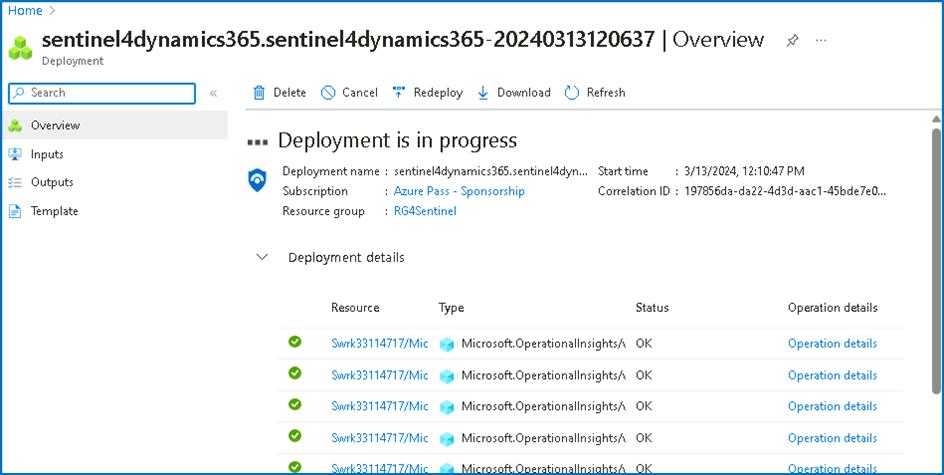 Home >
sentinel4dynamics365.sentinel4dynamics365-20240313120637 | Overview ...
Deployment
Search «
Delete Cancel Redeploy Download Refresh
Overview
Inputs
Outputs
Template
Deployment is in progress
Deployment name : sentinel4dynamics365.sentinel4dyn... Start time : 3/13/2024, 12:10:47 PM
Subscription : Azure Pass - Sponsorship Correlation ID : 197856da-da22-4d3d-aac1-45bde7e0...
Resource group : RG4Sentinel
Deployment details
Resource Type Status Operation details
Swrk33114717/Mic Microsoft.OperationalInsights/ OK Operation details
Swrk33114717/Mic Microsoft.OperationalInsights/ OK Operation details
Swrk33114717/Mic Microsoft.OperationalInsights/ OK Operation details
Swrk33114717/Mic Microsoft.OperationalInsights/ OK Operation details
Swrk33114717/Mic Microsoft.OperationalInsights/ OK Operation details